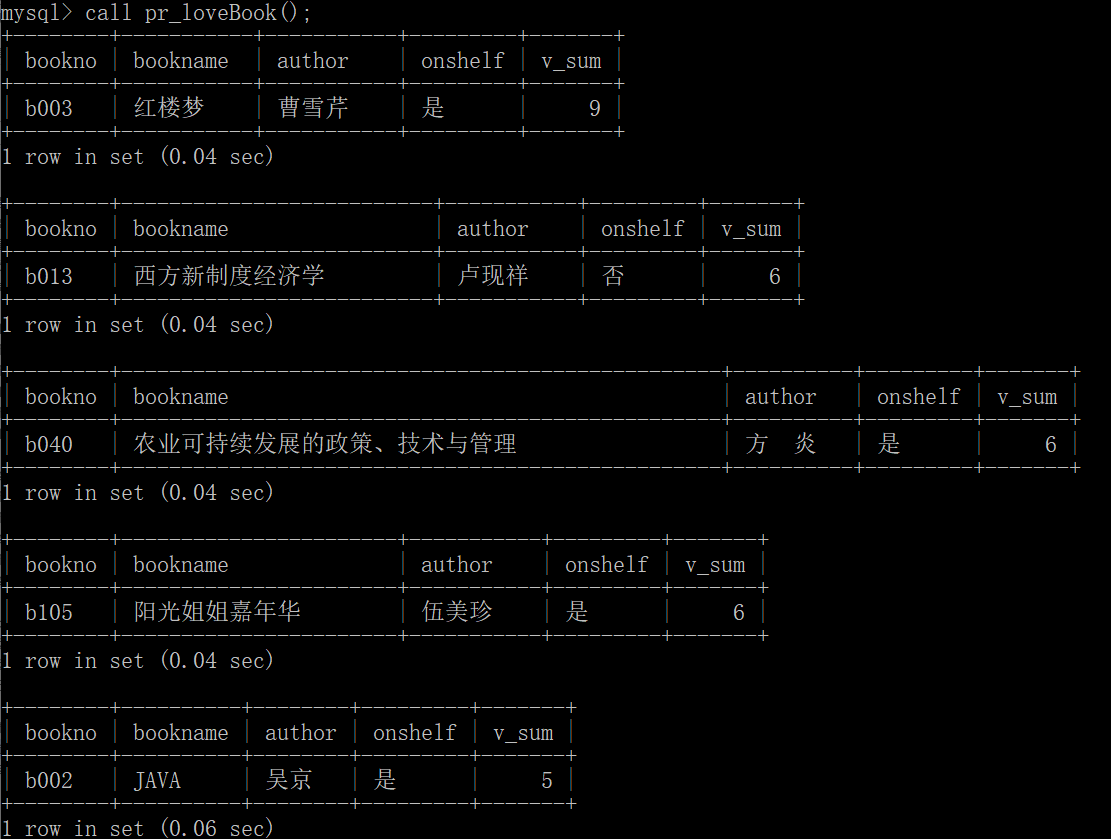 mysql> call pr_loveBook();
+--------+-----------+-----------+---------+-------+
| bookno | bookname  | author    | onshelf | v_sum |
+--------+-----------+-----------+---------+-------+
| b003   | 红楼梦    | 曹雪芹    | 是      |     9 |
+--------+-----------+-----------+---------+-------+
1 row in set (0.04 sec)
+--------+--------------------------+-----------+---------+-------+
| bookno | bookname                 | author    | onshelf | v_sum |
+--------+--------------------------+-----------+---------+-------+
| b013   | 西方新制度经济学         | 卢现祥    | 否      |     6 |
+--------+--------------------------+-----------+---------+-------+
1 row in set (0.04 sec)
+--------+--------------------------------------------------+----------+---------+-------+
| bookno | bookname                                         | author   | onshelf | v_sum |
+--------+--------------------------------------------------+----------+---------+-------+
| b040   | 农业可持续发展的政策、技术与管理                 | 方  炎   | 是      |     6 |
+--------+--------------------------------------------------+----------+---------+-------+
1 row in set (0.04 sec)
+--------+-----------------------+-----------+---------+-------+
| bookno | bookname              | author    | onshelf | v_sum |
+--------+-----------------------+-----------+---------+-------+
| b105   | 阳光姐姐嘉年华        | 伍美珍    | 是      |     6 |
+--------+-----------------------+-----------+---------+-------+
1 row in set (0.04 sec)
+--------+----------+--------+---------+-------+
| bookno | bookname | author | onshelf | v_sum |
+--------+----------+--------+---------+-------+
| b002   | JAVA     | 吴京   | 是      |     5 |
+--------+----------+--------+---------+-------+
1 row in set (0.06 sec)